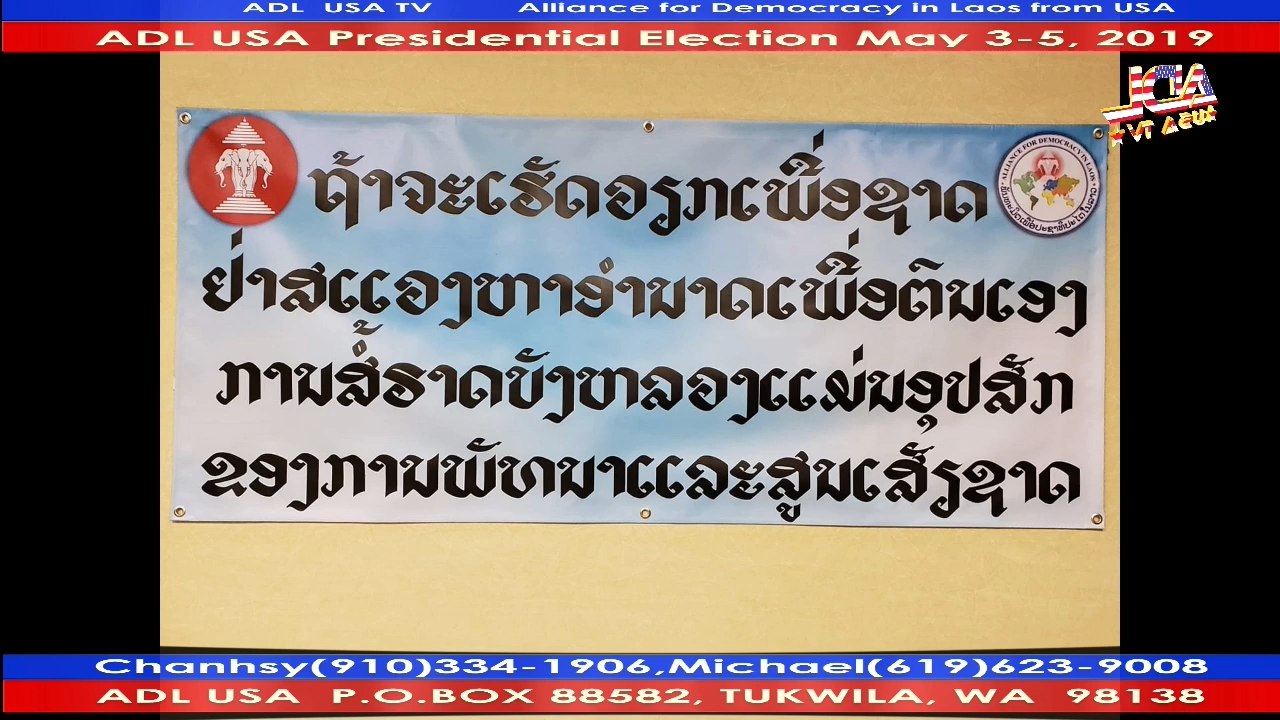 ADL USA TV Alliance for Democracy in Laos from USA
ADL USA Presidential Election May 3-5, 2019
ຖ້າຈະເຮັດວຽກເພື່ອຊາດ
ຢ່າສແວງຫາອໍານາດເພື່ອຕົນເອງ
ການສໍ້ຣາດບັງຫລວງແມ່ນອຸປສັກ
ຂອງການພັທນາແລະສູນເສັຽຊາດ
ALLIANCE FOR DEMOCRACY IN LAOS
Chanhsy(910)334-1906,Michael(619)623-9008
ADL USA P.O.BOX 88582, TUKWILA, WA 98138